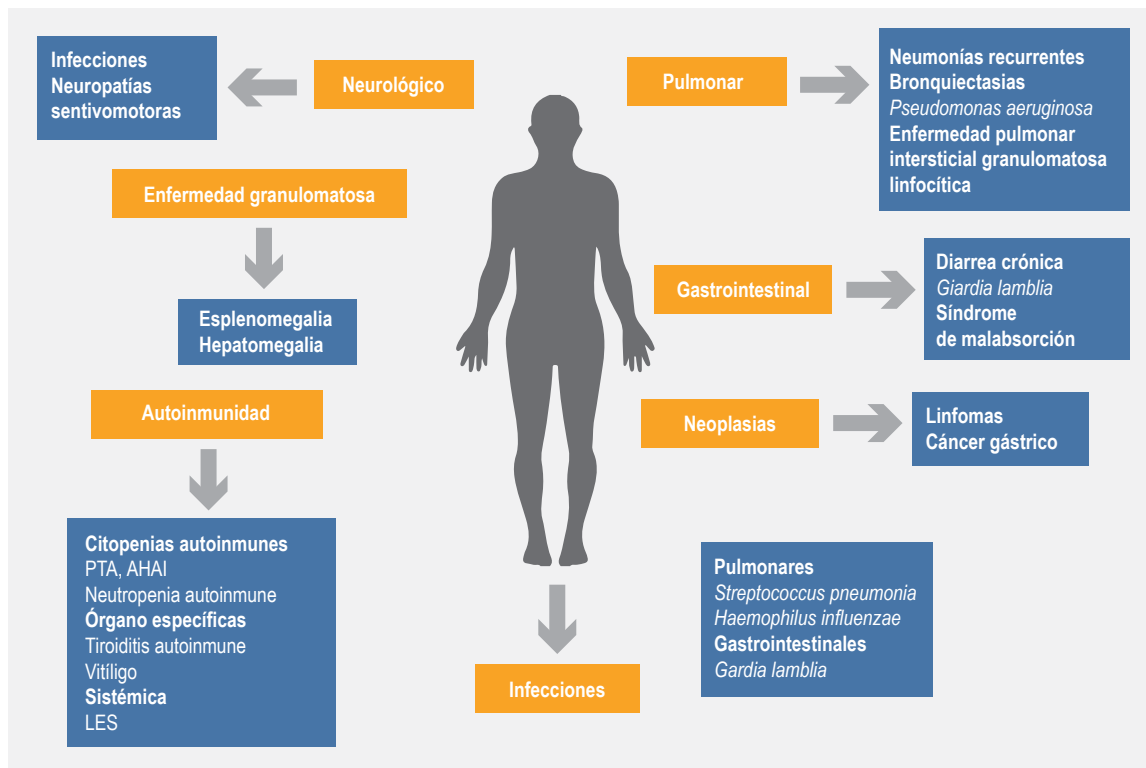 Neurológico
Infecciones
Neuropatías
sentivomotoras
Enfermedad granulomatosa
Esplenomegalia
Hepatomegalia
Autoinmunidad
Citopenias autoinmunes
PTA, AHAI
Neutropenia autoinmune
Órgano específicas
Tiroiditis autoinmune
Vitíligo
Sistémica
LES
Pulmonar
Neumonías recurrentes
Bronquiectasias
Pseudomonas aeruginosa
Enfermedad pulmonar
intersticial granulomatosa
linfocítica
Gastrointestinal
Diarrea crónica
Giardia lamblia
Síndrome
de malabsorción
Neoplasias
Linfomas
Cáncer gástrico
Infecciones
Pulmonares
Streptococcus pneumonia
Haemophilus influenzae
Gastrointestinales
Gardia lamblia